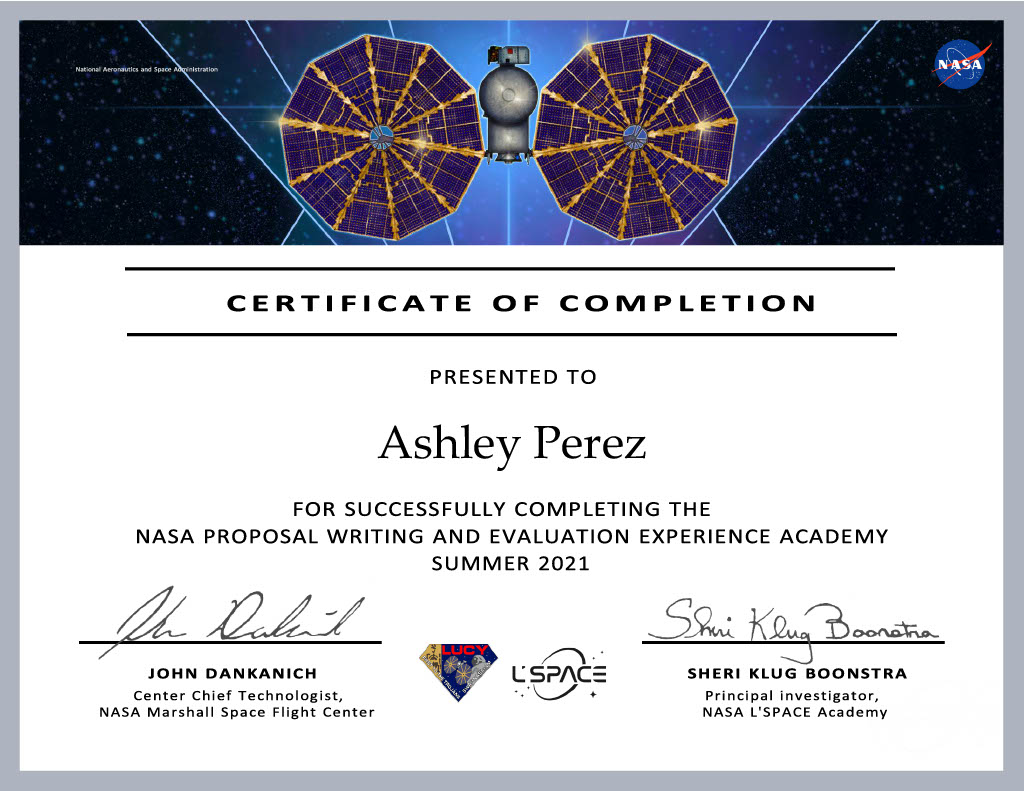 National Aeronautics and Space Administration
NASA
CERTIFICATE OF COMPLETION
PRESENTED TO
Ashley Perez
FOR SUCCESSFULLY COMPLETING THE
NASA PROPOSAL WRITING AND EVALUATION EXPERIENCE ACADEMY
SUMMER 2021
John Dankanich
Sheri Klug Boonstra
JOHN DANKANICH
Center Chief Technologist,
NASA Marshall Space Flight Center
LUCY
L'SPACE
SHERI KLUG BOONSTRA
Principal investigator,
NASA L'SPACE Academy